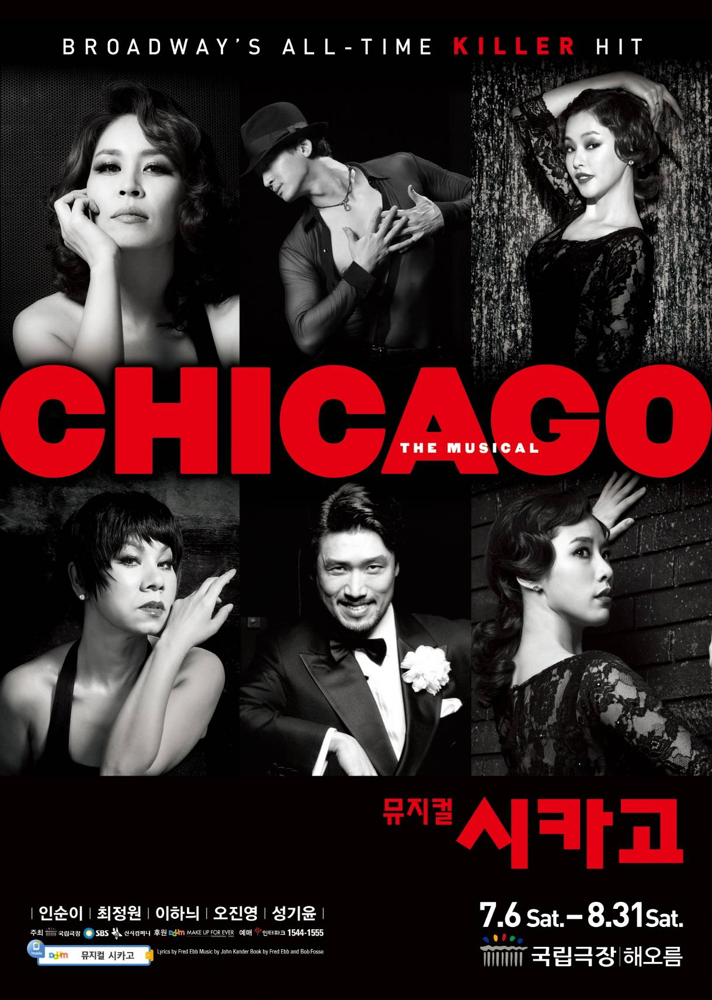 BROADWAY'S ALL-TIME KILLER HIT
CHICAGO
THE MUSICAL
뮤지컬 시카고
| 인순이 | 최정원 | 이하늬 | 오진영 | 성기윤 |
주최 국립극장 SBS 신시컴퍼니 후원 Daum MAKE UP FOR EVER 예매 인터파크 1544-1555
Mobile Daum 뮤지컬 시카고
Lyrics by Fred Ebb Music by John Kander Book by Fred Ebb and Bob Fosse
7.6 Sat.–8.31 Sat.
국립극장|해오름